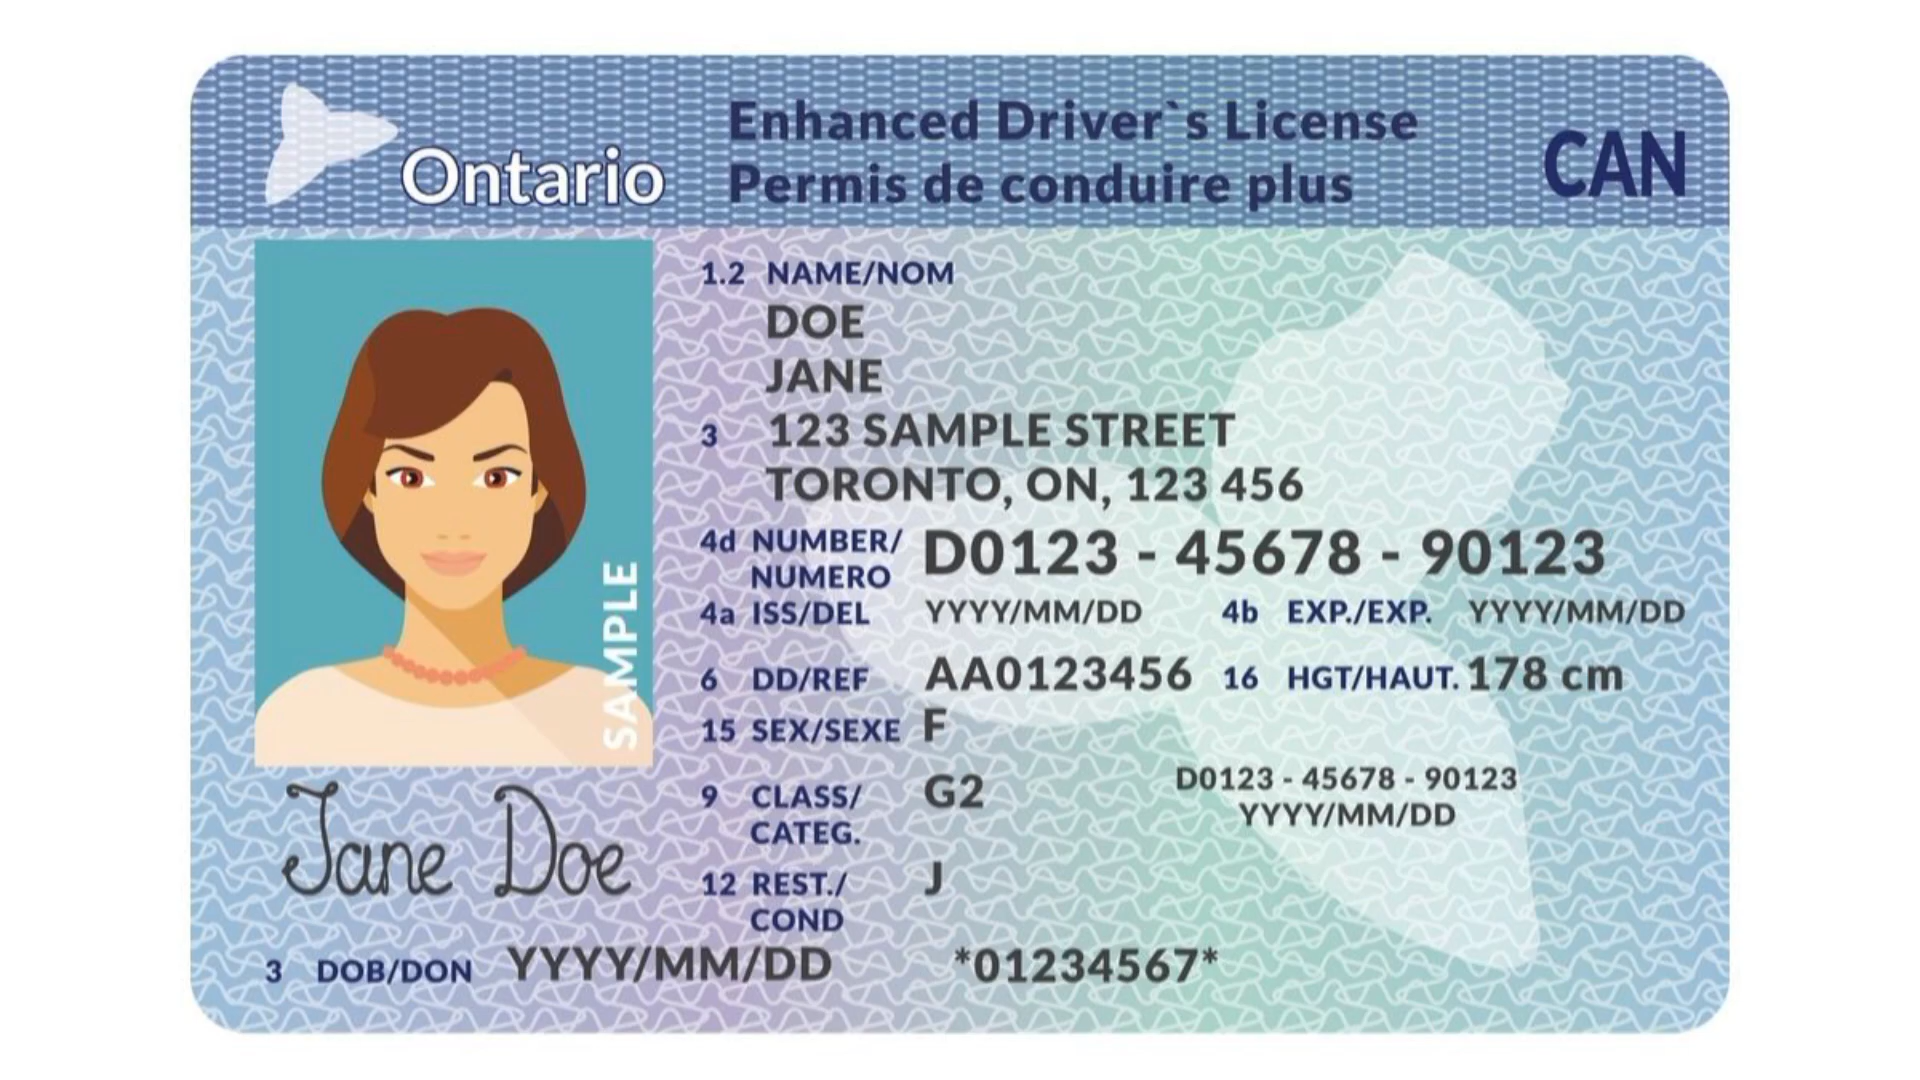 Ontario
Enhanced Driver`s License
Permis de conduire plus
CAN
1.2 NAME/NOM
DOE
JANE
3 123 SAMPLE STREET
TORONTO, ON, 123 456
4d NUMBER/ D0123 - 45678 - 90123
NUMERO
4a ISS/DEL YYYY/MM/DD 4b EXP./EXP. YYYY/MM/DD
6 DD/REF AA0123456 16 HGT/HAUT. 178 cm
15 SEX/SEXE F
SAMPLE
9 CLASS/ G2
CATEG.
D0123 - 45678 - 90123
YYYY/MM/DD
12 REST./ J
COND
Jane Doe
3 DOB/DON YYYY/MM/DD *01234567*